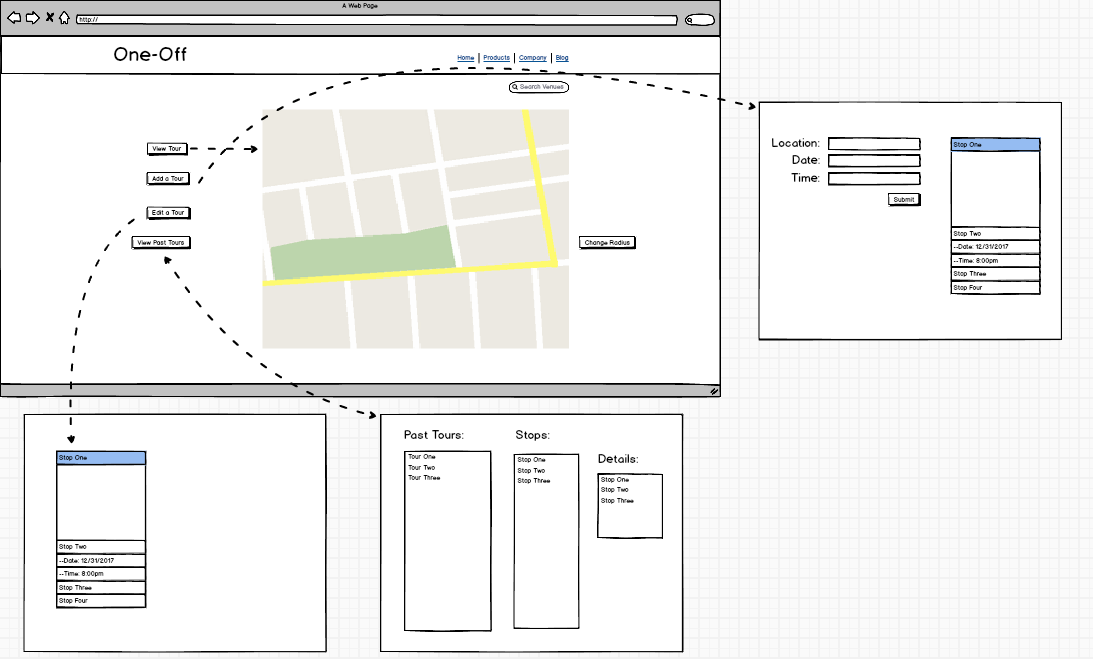 A Web Page
http://
One-Off
Home Products Company Blog
Search Venues
View Tour
Add a Tour
Edit a Tour
View Past Tours
Change Radius
Location:
Date:
Time:
Submit
Stop One
Stop Two
--Date: 12/31/2017
--Time: 8:00pm
Stop Three
Stop Four
Stop One
Stop Two
--Date: 12/31/2017
--Time: 8:00pm
Stop Three
Stop Four
Past Tours:
Tour One
Tour Two
Tour Three
Stops:
Stop One
Stop Two
Stop Three
Details:
Stop One
Stop Two
Stop Three